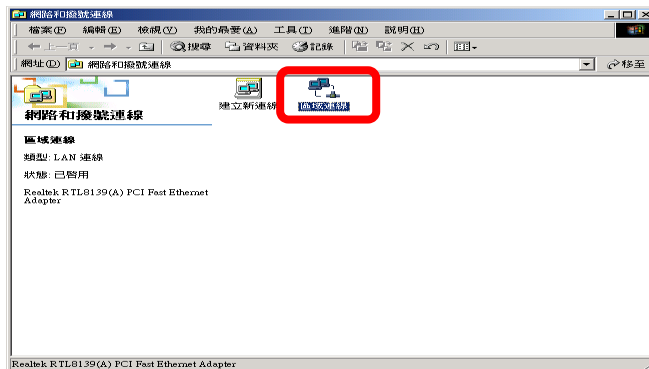 網路和撥號連線
檔案(F) 編輯(E) 檢視(V) 我的最愛(A) 工具(T) 進階(N) 說明(H)
上一頁 搜尋 資料夾 記錄
網址(D) 網路和撥號連線 移至
網路和撥號連線
建立新連線 區域連線
區域連線
類型: LAN 連線
狀態: 已啓用
Realtek RTL8139(A) PCI Fast Ethernet
Adapter
Realtek RTL8139(A) PCI Fast Ethernet Adapter